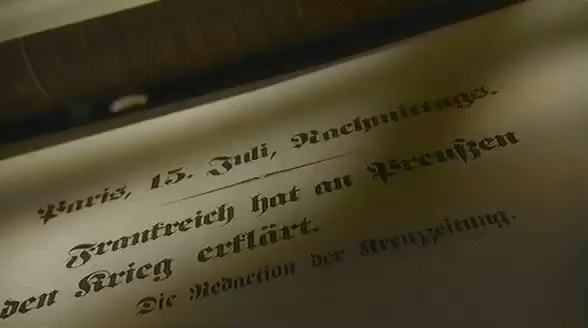 Paris, 15. Juli, Nachmittags.
Frankreich hat an Preußen
den Krieg erklärt.
Die Redaction der Kreuzzeitung.